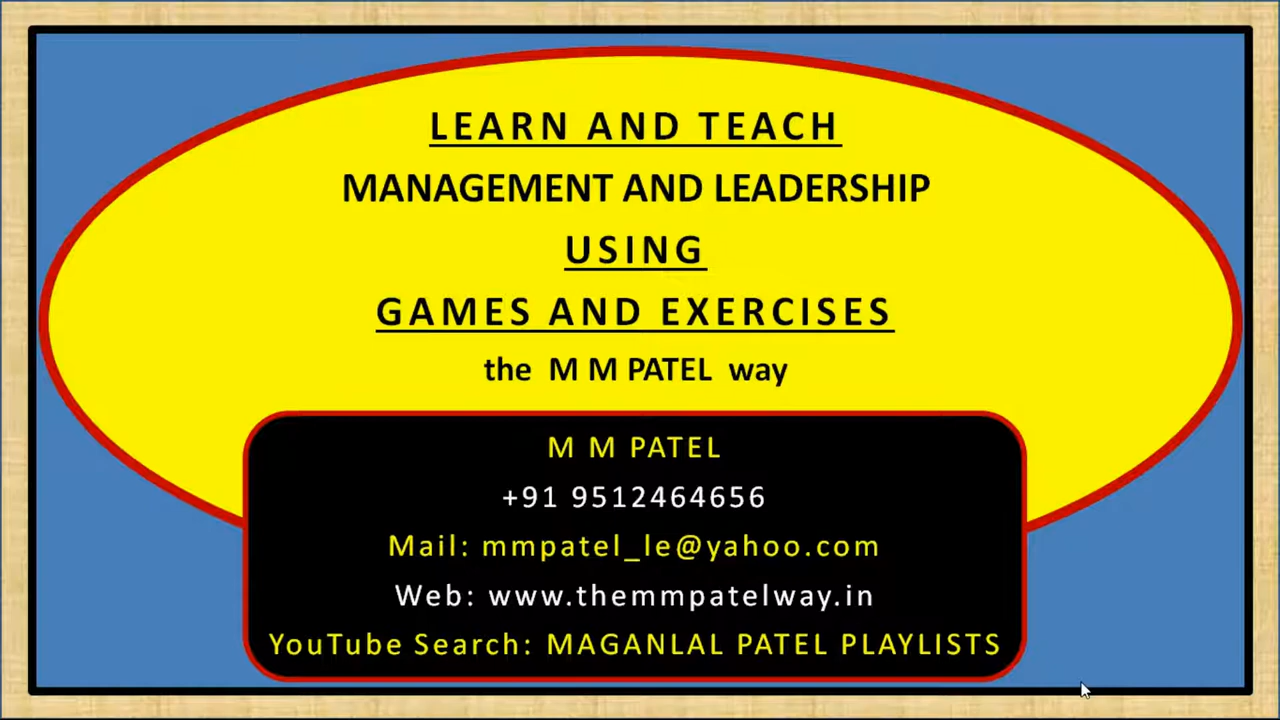 LEARN AND TEACH
MANAGEMENT AND LEADERSHIP
USING
GAMES AND EXERCISES
the M M PATEL way
M M PATEL
+91 9512464656
Mail: mmpatel_le@yahoo.com
Web: www.themmpatelway.in
YouTube Search: MAGANLAL PATEL PLAYLISTS